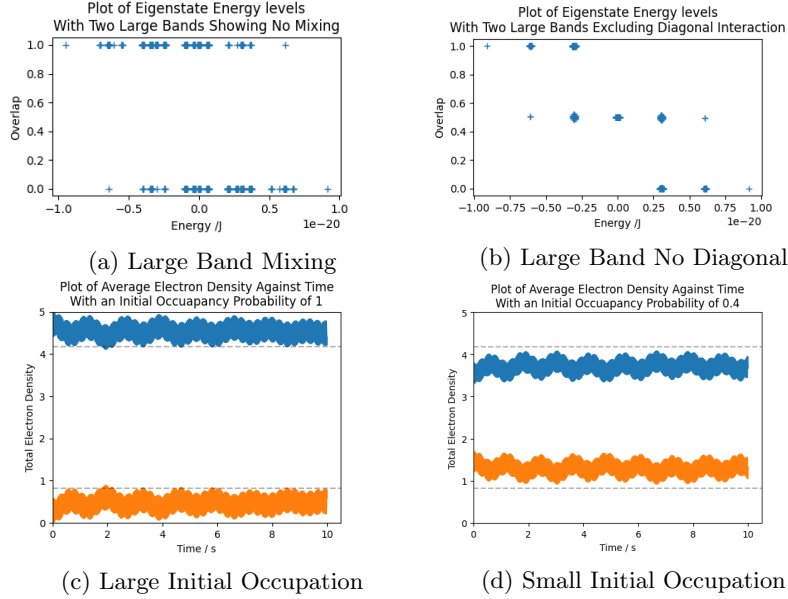 Plot of Eigenstate Energy levels
With Two Large Bands Showing No Mixing
1.0
0.8
0.6
0.4
0.2
0.0
Overlap
−1.0
−0.5
0.0
0.5
1.0
Energy /J
1e−20
(a) Large Band Mixing
Plot of Eigenstate Energy levels
With Two Large Bands Excluding Diagonal Interaction
1.0
0.8
0.6
0.4
0.2
0.0
Overlap
−1.00
−0.75
−0.50
−0.25
0.00
0.25
0.50
0.75
1.00
Energy /J
1e−20
(b) Large Band No Diagonal
Plot of Average Electron Density Against Time
With an Initial Occuapancy Probability of 1
5
4
3
2
1
0
Total Electron Density
0
2
4
6
8
10
Time / s
(c) Large Initial Occupation
Plot of Average Electron Density Against Time
With an Initial Occuapancy Probability of 0.4
5
4
3
2
1
0
Total Electron Density
0
2
4
6
8
10
Time / s
(d) Small Initial Occupation